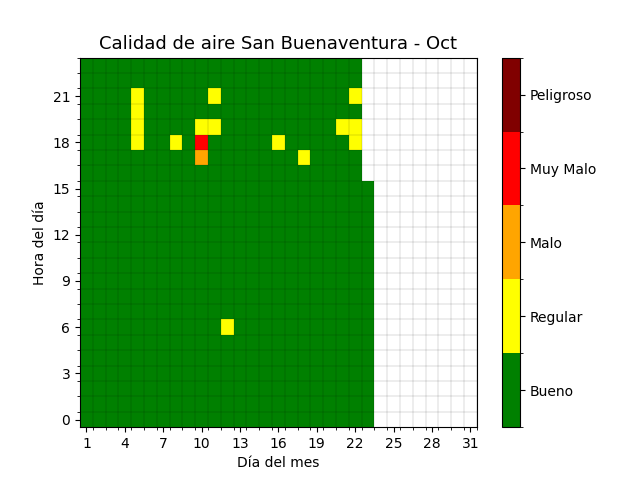 Calidad de aire San Buenaventura - Oct
Hora del día
21
18
15
12
9
6
3
0
1 4 7 10 13 16 19 22 25 28 31
Día del mes
Peligroso
Muy Malo
Malo
Regular
Bueno